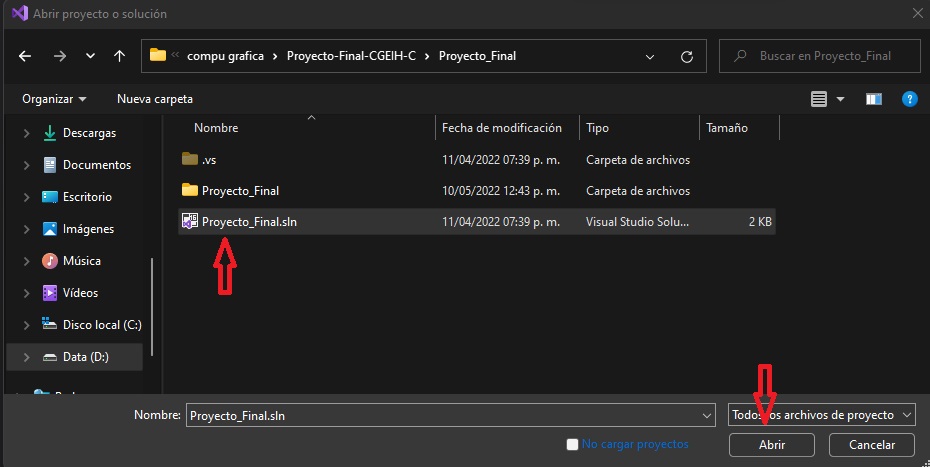 Abrir proyecto o solución
« compu grafica > Proyecto-Final-CGEIH-C > Proyecto_Final
Buscar en Proyecto_Final
Organizar Nueva carpeta
Nombre Fecha de modificación Tipo Tamaño
Descargas
Documentos
Escritorio
Imágenes
Música
Vídeos
Disco local (C:)
Data (D:)
.vs 11/04/2022 07:39 p. m. Carpeta de archivos
Proyecto_Final 10/05/2022 12:43 p. m. Carpeta de archivos
Proyecto_Final.sln 11/04/2022 07:39 p. m. Visual Studio Solu... 2 KB
Nombre: Proyecto_Final.sln
Todos los archivos de proyecto
No cargar proyectos
Abrir Cancelar